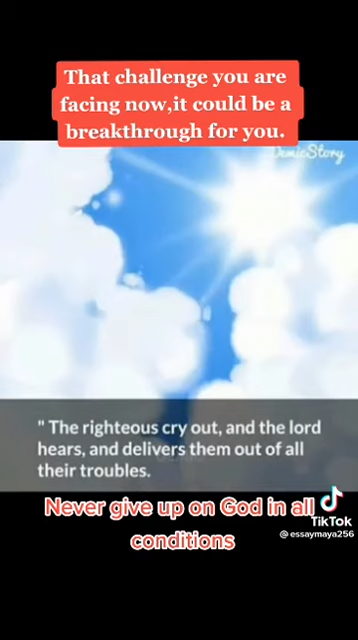 That challenge you are
facing now,it could be a
breakthrough for you.
DemicStory
" The righteous cry out, and the lord
hears, and delivers them out of all
their troubles.
Never give up on God in all
conditions
TikTok
@essaymaya256